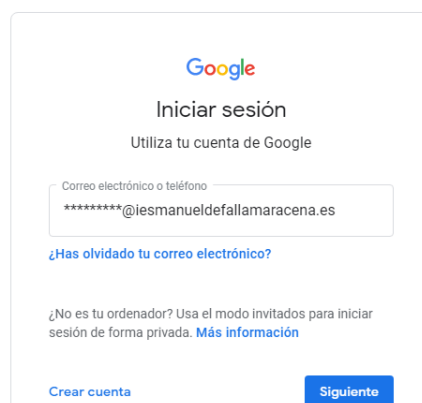 Google
Iniciar sesión
Utiliza tu cuenta de Google
Correo electrónico o teléfono
*********@iesmanueldefallamaracena.es
¿Has olvidado tu correo electrónico?
¿No es tu ordenador? Usa el modo invitados para iniciar
sesión de forma privada. Más información
Crear cuenta
Siguiente